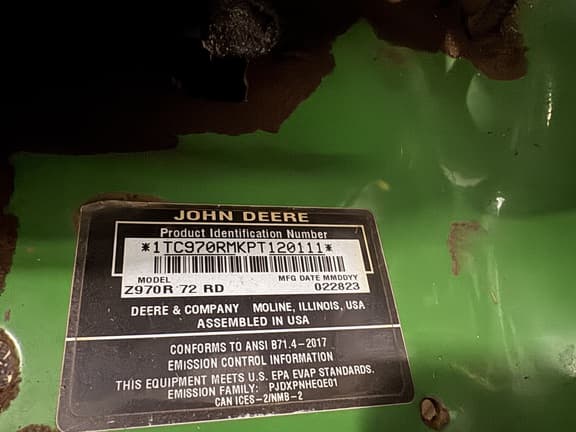 JOHN DEERE
Product Identification Number
*1TC970RMKPT120111*
MODEL MFG DATE MMDDYY
Z970R 72 RD 022823
DEERE & COMPANY MOLINE, ILLINOIS, USA
ASSEMBLED IN USA
CONFORMS TO ANSI B71.4-2017
EMISSION CONTROL INFORMATION
THIS EQUIPMENT MEETS U.S. EPA EVAP STANDARDS.
EMISSION FAMILY: PJDXPNHEQE01
CAN ICES-2/NMB-2